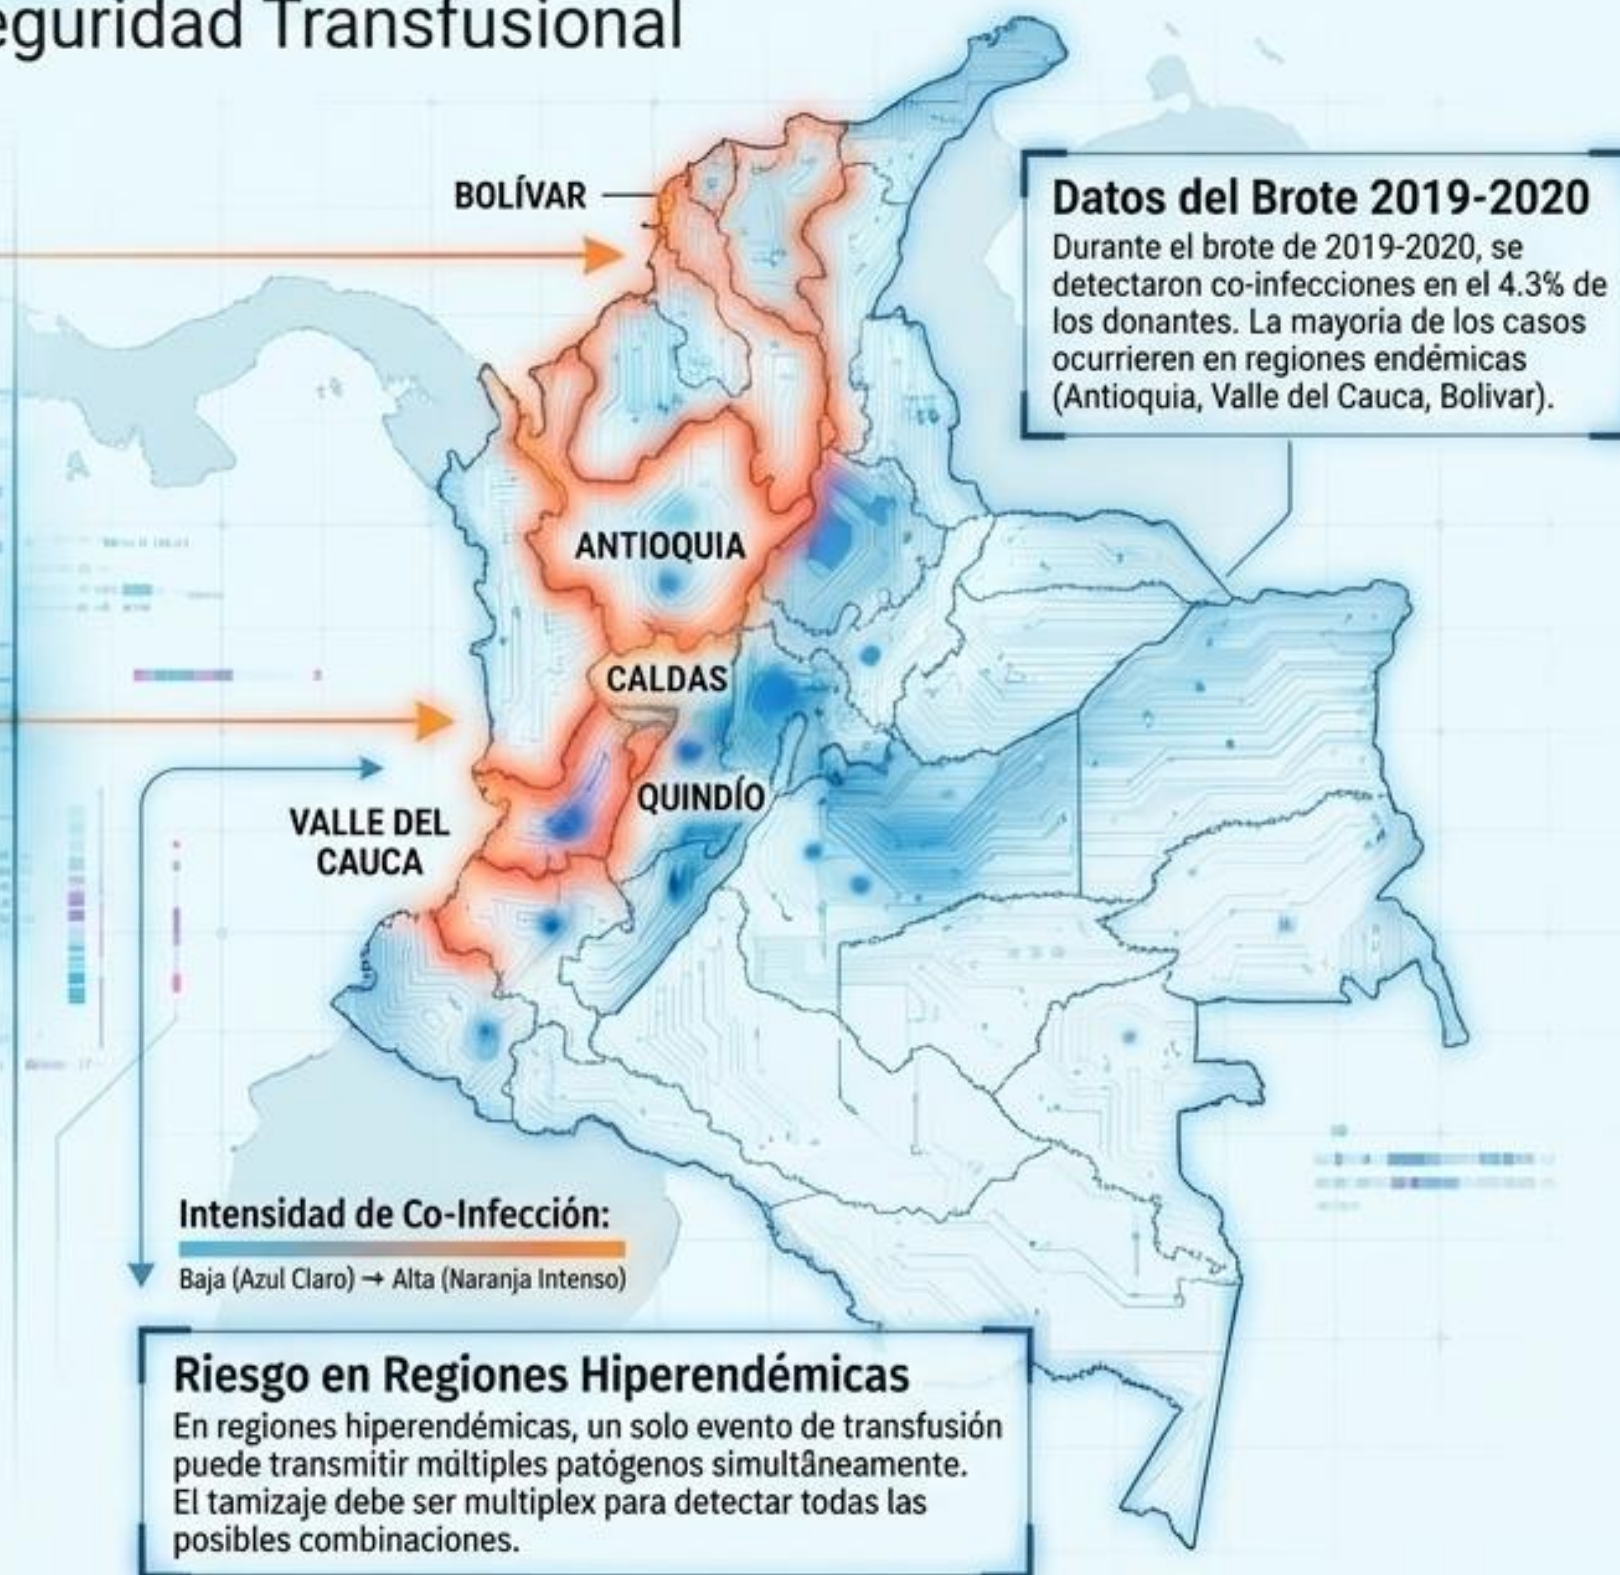 eguridad Transfusional
BOLÍVAR
Datos del Brote 2019-2020
Durante el brote de 2019-2020, se
detectaron co-infecciones en el 4.3% de
los donantes. La mayoria de los casos
ocurrieren en regiones endémicas
(Antioquia, Valle del Cauca, Bolivar).
ANTIOQUIA
CALDAS
QUINDÍO
VALLE DEL
CAUCA
Intensidad de Co-Infección:
Baja (Azul Claro) → Alta (Naranja Intenso)
Riesgo en Regiones Hiperendémicas
En regiones hiperendémicas, un solo evento de transfusión
puede transmitir múltiples patógenos simultâneamente.
El tamizaje debe ser multiplex para detectar todas las
posibles combinaciones.